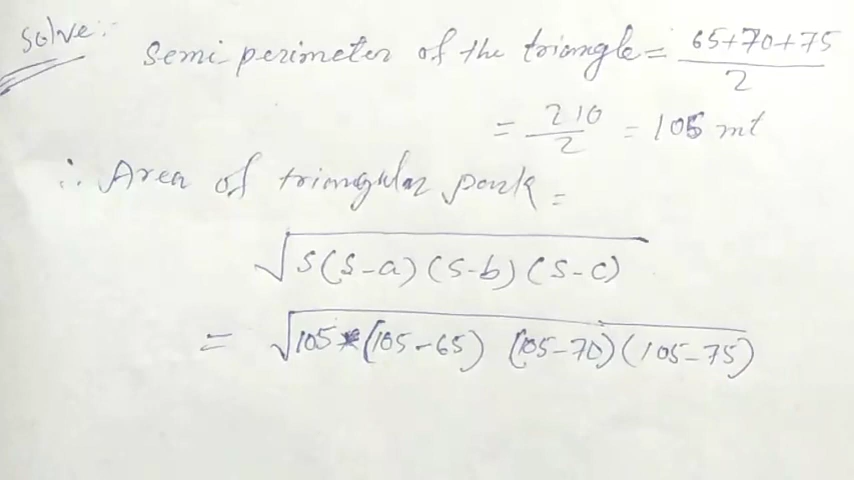 Solve:-
Semi-perimeter of the triangle = 65+70+75 / 2
= 210 / 2 = 105 mt
∴ Area of triangular park =
√s(s-a)(s-b)(s-c)
= √105*(105-65) (105-70)(105-75)